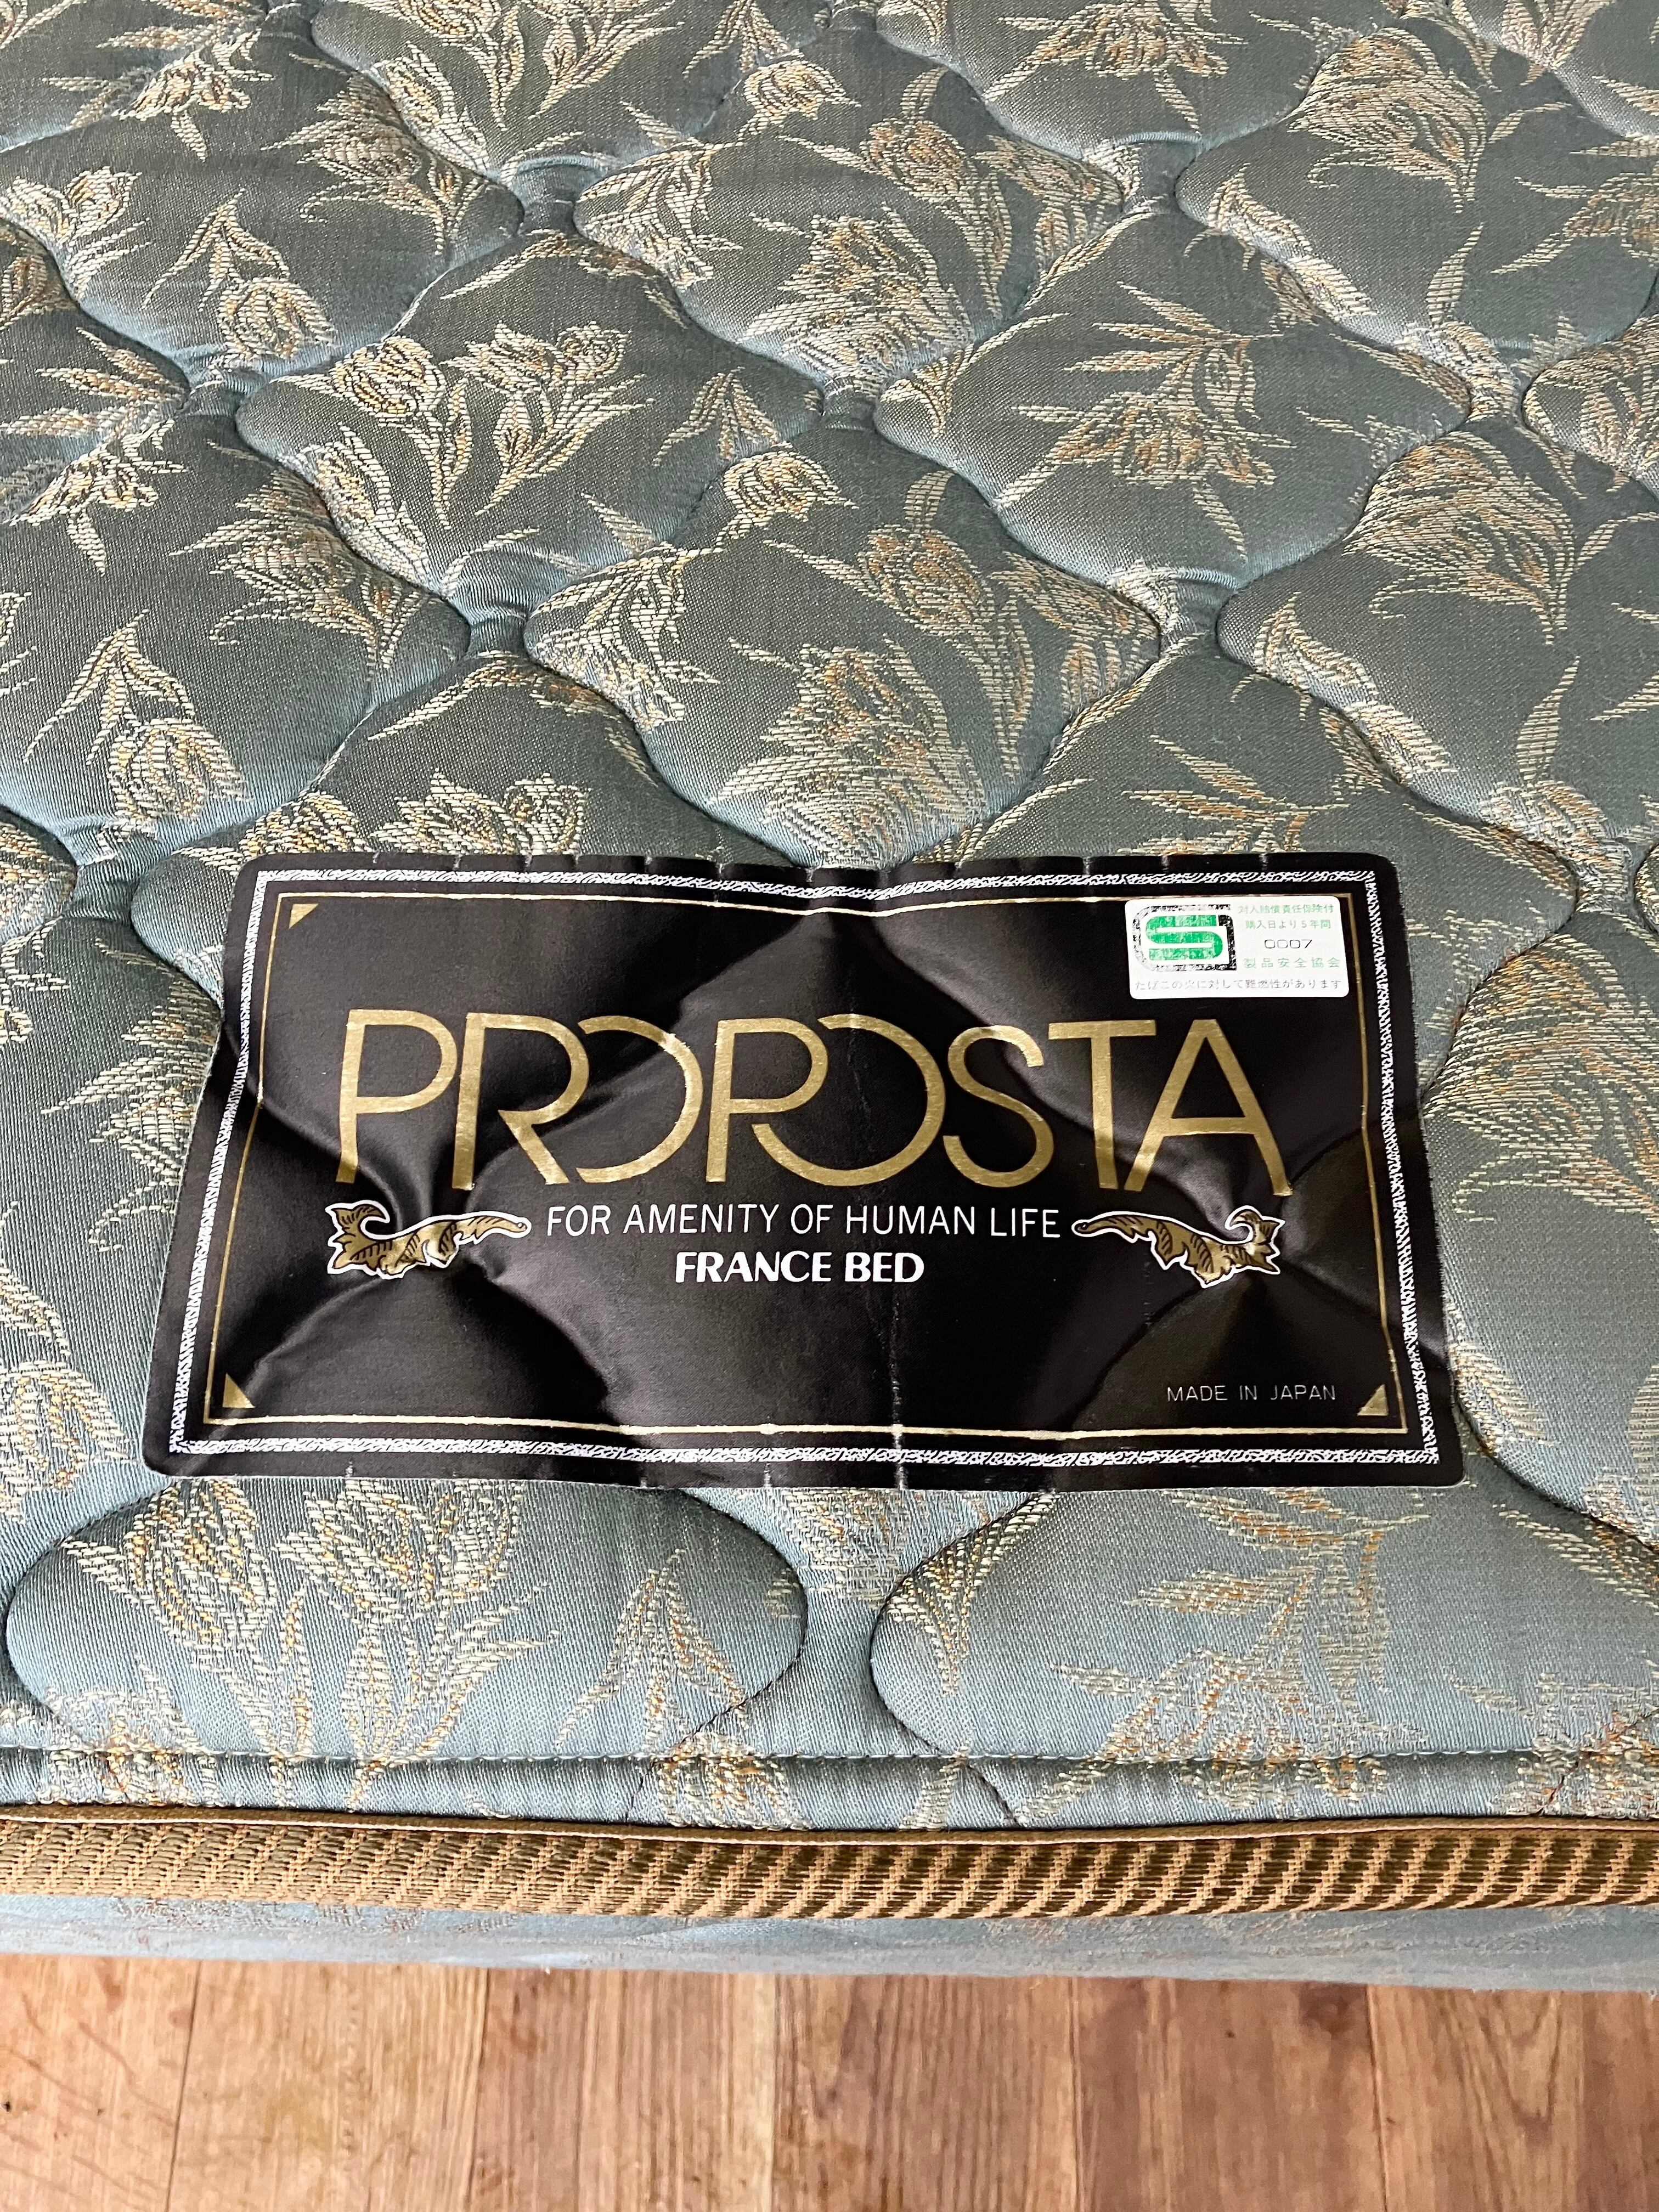 対人賠償責任保険付
購入日より5年間
0007
製品安全協会
たばこの火に対して難燃性があります
PROPOSTA
FOR AMENITY OF HUMAN LIFE
FRANCE BED
MADE IN JAPAN